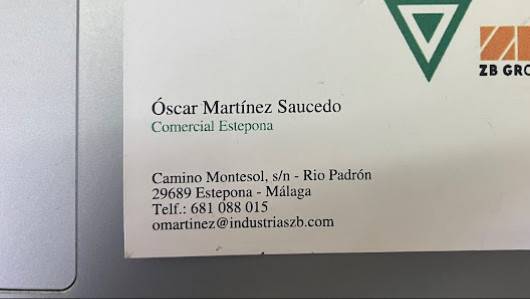 ZB GRO
Óscar Martínez Saucedo
Comercial Estepona
Camino Montesol, s/n - Rio Padrón
29689 Estepona - Málaga
Telf.: 681 088 015
omartinez@industriaszb.com